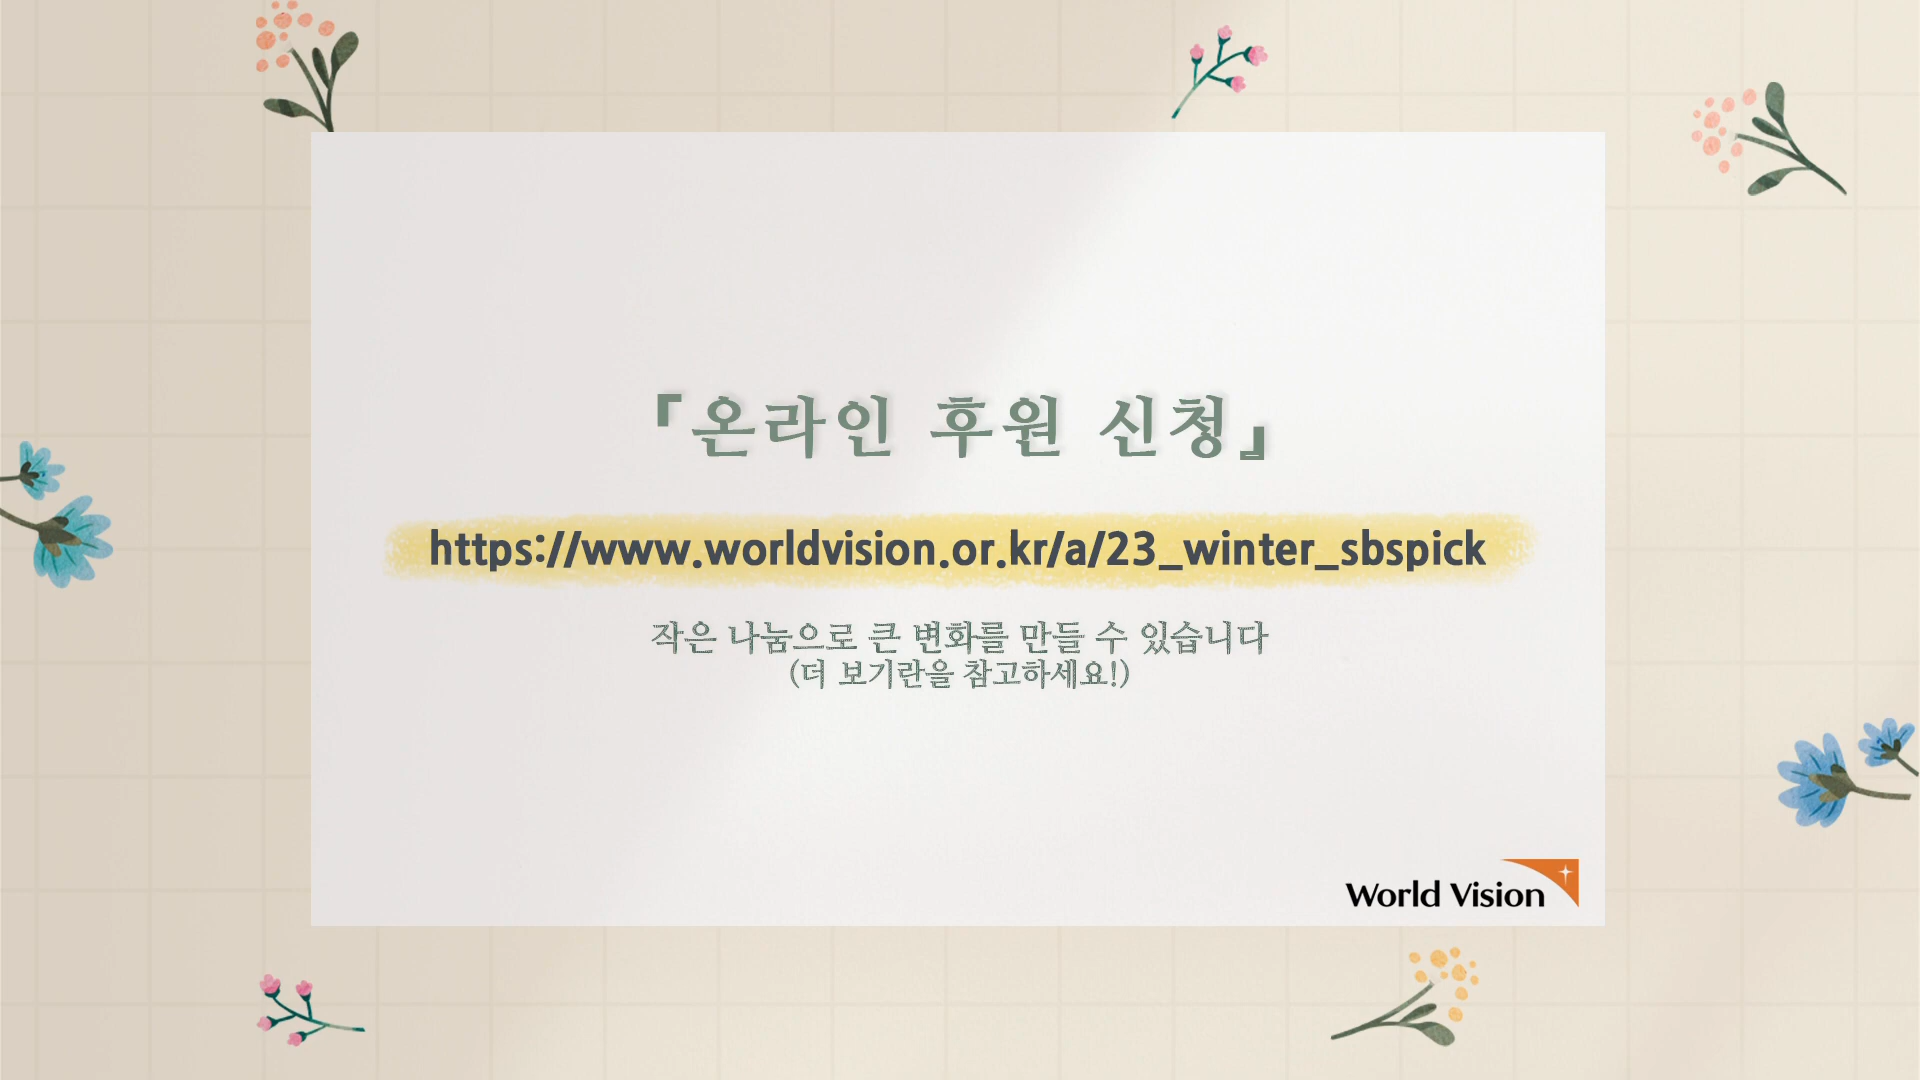 『온라인 후원 신청』
https://www.worldvision.or.kr/a/23_winter_sbspick
작은 나눔으로 큰 변화를 만들 수 있습니다
(더 보기란을 참고하세요!)
World Vision